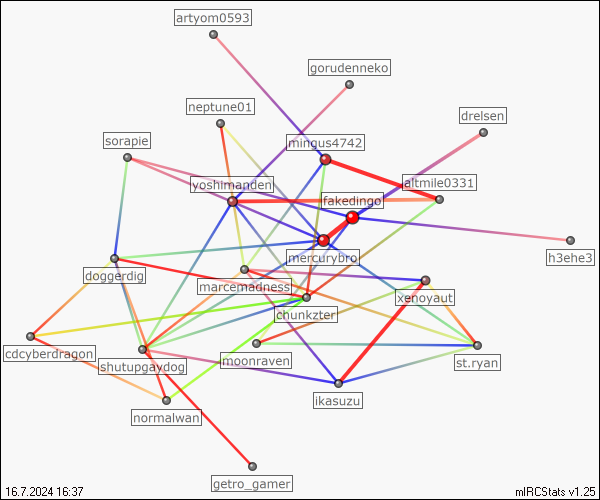 artyom0593
gorudenneko
neptune01
drelsen
sorapie
mingus4742
yoshimanden
altmile0331
fakedingo
mercurybro
h3ehe3
doggerdig
marcemadness
xenoyaut
chunkzter
cdcyberdragon
shutupgaydog
moonraven
st.ryan
ikasuzu
normalwan
getro_gamer
16.7.2024 16:37
mIRCStats v1.25